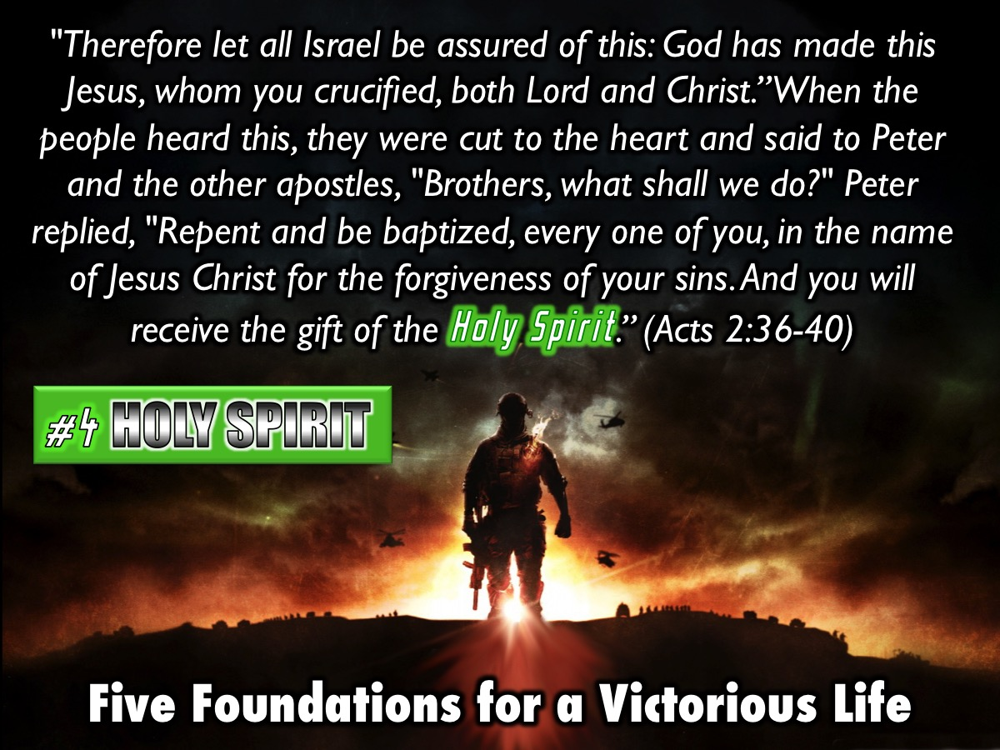 "Therefore let all Israel be assured of this: God has made this
Jesus, whom you crucified, both Lord and Christ.” When the
people heard this, they were cut to the heart and said to Peter
and the other apostles, "Brothers, what shall we do?" Peter
replied, "Repent and be baptized, every one of you, in the name
of Jesus Christ for the forgiveness of your sins. And you will
receive the gift of the Holy Spirit.” (Acts 2:36-40)
#4 HOLY SPIRIT
Five Foundations for a Victorious Life